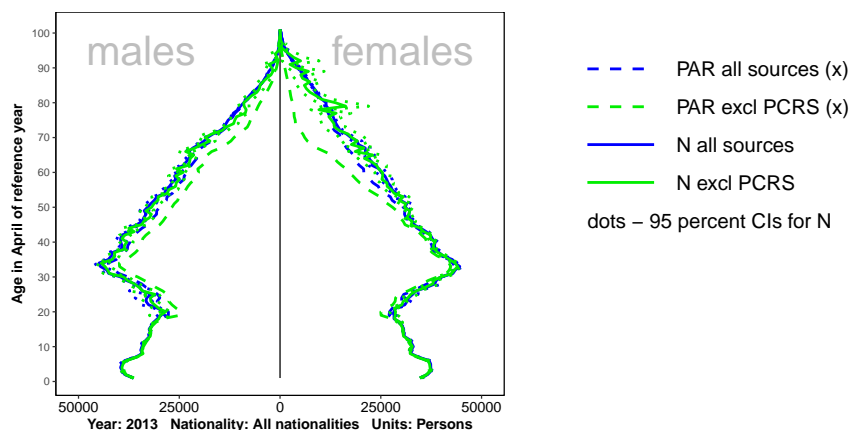 males
females
Age in April of reference year
100
90
80
70
60
50
40
30
20
10
0
50000 25000 0 25000 50000
Year: 2013 Nationality: All nationalities Units: Persons
PAR all sources (x)
PAR excl PCRS (x)
N all sources
N excl PCRS
dots − 95 percent CIs for N